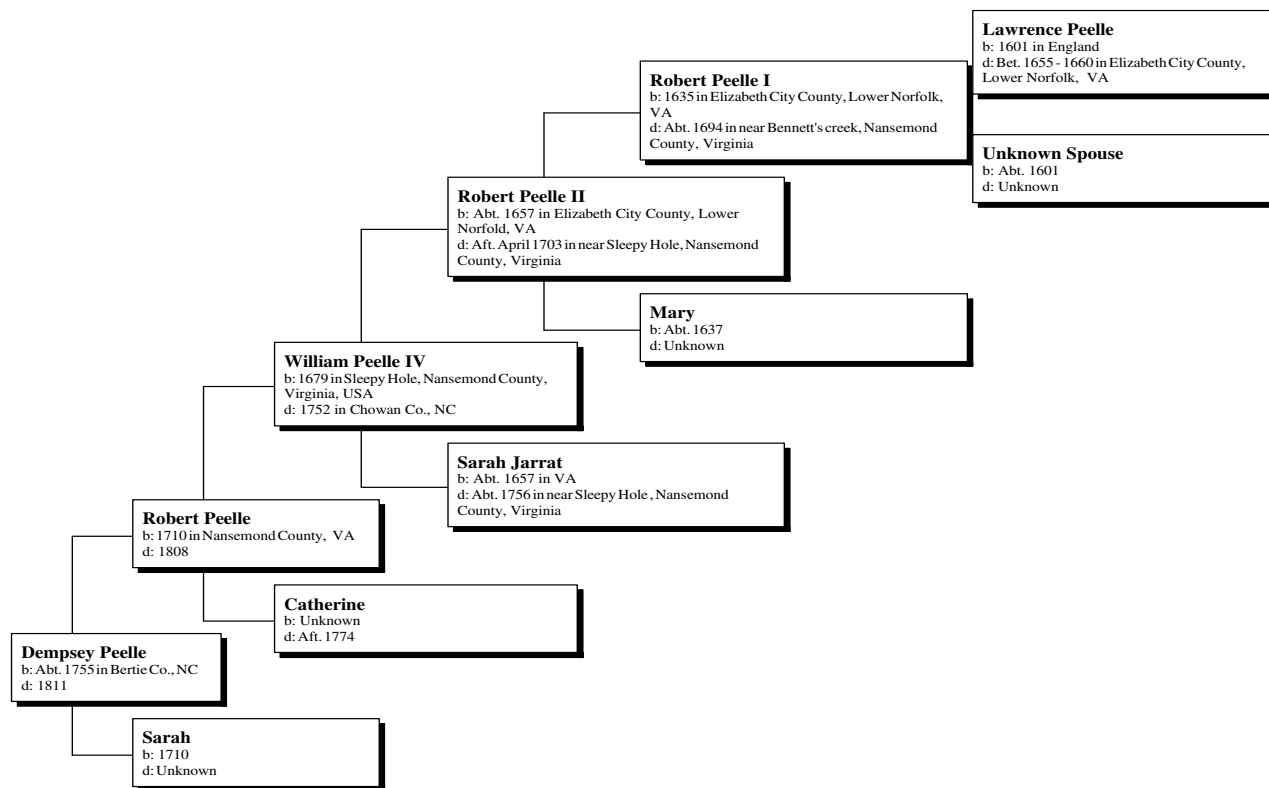 Lawrence Peelle
b: 1601 in England
d: Bet. 1655 - 1660 in Elizabeth City County,
Lower Norfolk, VA
Robert Peelle I
b: 1635 in Elizabeth City County, Lower Norfolk,
VA
d: Abt. 1694 in near Bennett's creek, Nansemond
County, Virginia
Unknown Spouse
b: Abt. 1601
d: Unknown
Robert Peelle II
b: Abt. 1657 in Elizabeth City County, Lower
Norfold, VA
d: Aft. April 1703 in near Sleepy Hole, Nansemond
County, Virginia
Mary
b: Abt. 1637
d: Unknown
William Peelle IV
b: 1679 in Sleepy Hole, Nansemond County,
Virginia, USA
d: 1752 in Chowan Co., NC
Sarah Jarrat
b: Abt. 1657 in VA
d: Abt. 1756 in near Sleepy Hole , Nansemond
County, Virginia
Robert Peelle
b: 1710 in Nansemond County, VA
d: 1808
Catherine
b: Unknown
d: Aft. 1774
Dempsey Peelle
b: Abt. 1755 in Bertie Co., NC
d: 1811
Sarah
b: 1710
d: Unknown